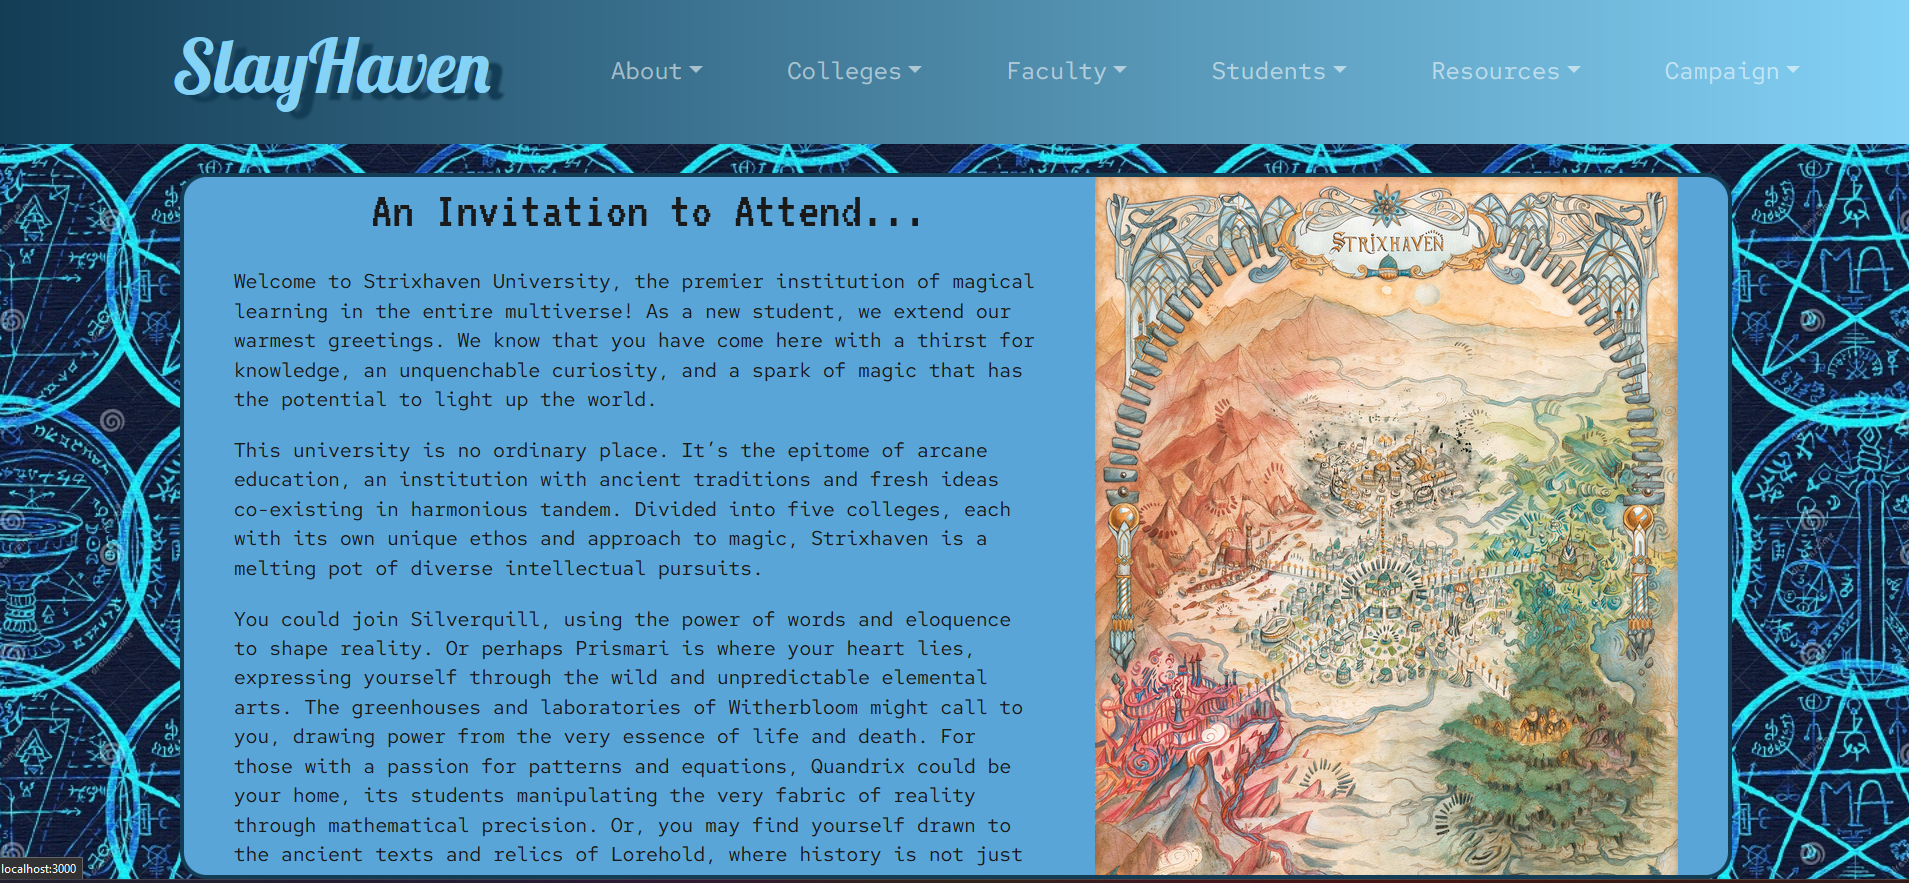 SlayHaven
About Colleges Faculty Students Resources Campaign
An Invitation to Attend...
Welcome to Strixhaven University, the premier institution of magical
learning in the entire multiverse! As a new student, we extend our
warmest greetings. We know that you have come here with a thirst for
knowledge, an unquenchable curiosity, and a spark of magic that has
the potential to light up the world.
This university is no ordinary place. It's the epitome of arcane
education, an institution with ancient traditions and fresh ideas
co-existing in harmonious tandem. Divided into five colleges, each
with its own unique ethos and approach to magic, Strixhaven is a
melting pot of diverse intellectual pursuits.
You could join Silverquill, using the power of words and eloquence
to shape reality. Or perhaps Prismari is where your heart lies,
expressing yourself through the wild and unpredictable elemental
arts. The greenhouses and laboratories of Witherbloom might call to
you, drawing power from the very essence of life and death. For
those with a passion for patterns and equations, Quandrix could be
your home, its students manipulating the very fabric of reality
through mathematical precision. Or, you may find yourself drawn to
the ancient texts and relics of Lorehold, where history is not just
STRIXHAVEN
localhost:3000